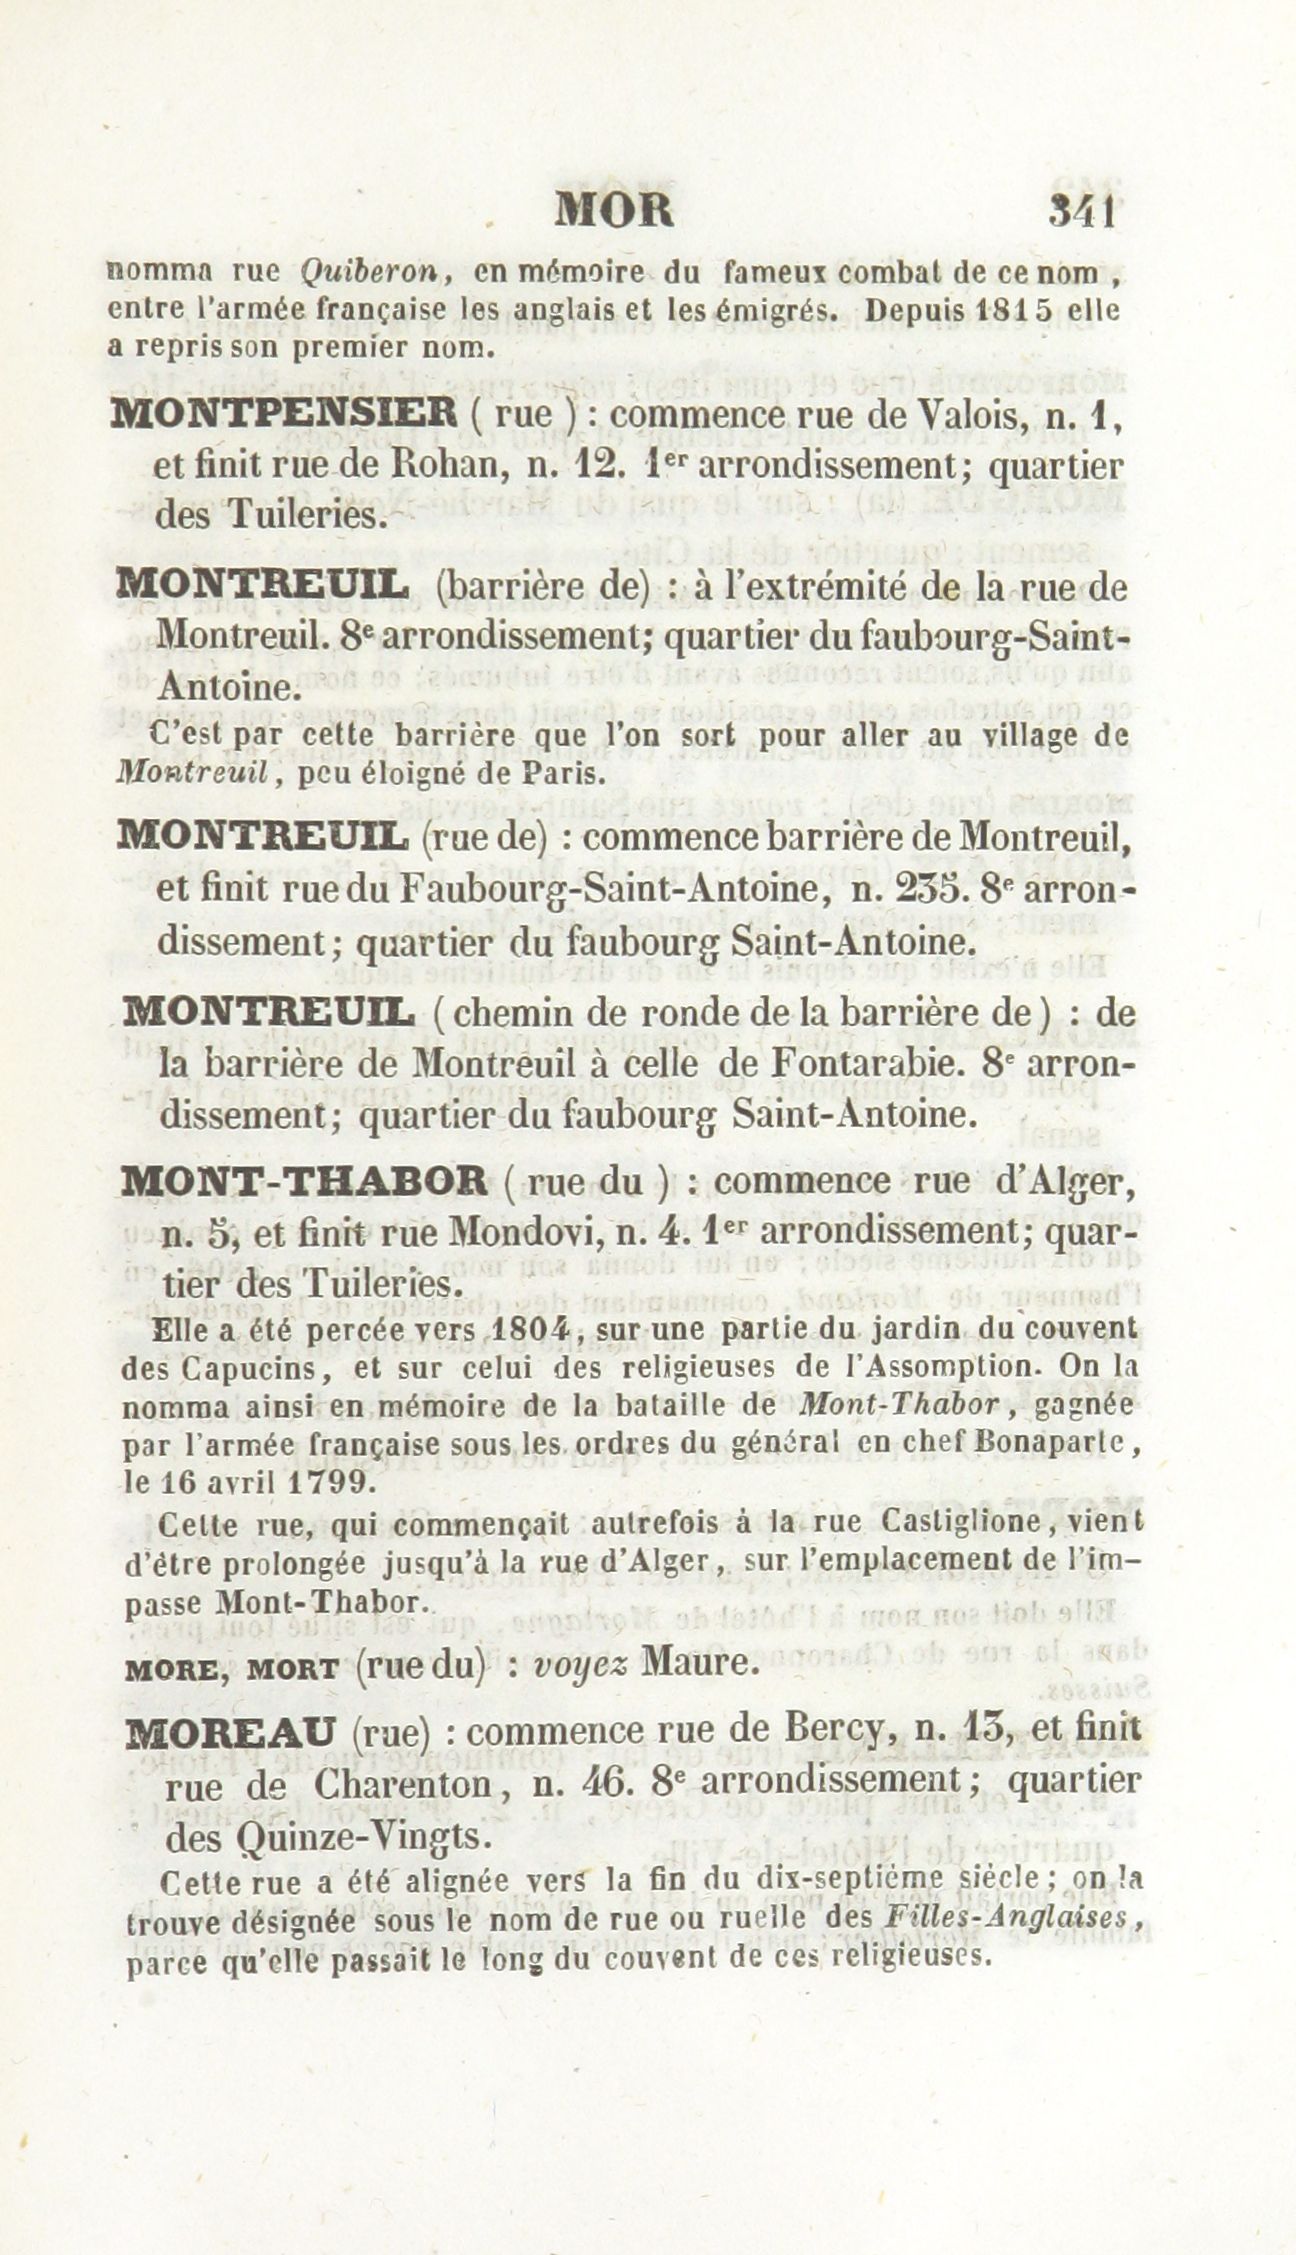 MOR 341
nomma rue Quiberon, en mémoire du fameux combat de ce nom ,
entre l'armée française les anglais et les émigrés. Depuis 1815 elle
a repris son premier nom.
MONTPENSIER ( rue ) : commence rue de Valois, n. 1,
et finit rue de Rohan, n. 12. 1er arrondissement; quartier
des Tuileries.
MONTREUIL (barrière de) : à l'extrémité de la rue de
Montreuil. 8e arrondissement; quartier du faubourg-Saint-
Antoine.
C'est par cette barrière que l'on sort pour aller au village de
Montreuil, peu éloigné de Paris.
MONTREUIL (rue de) : commence barrière de Montreuil,
et finit rue du Faubourg-Saint-Antoine, n. 235. 8e arron-
dissement; quartier du faubourg Saint-Antoine.
MONTREUIL ( chemin de ronde de la barrière de ) : de
la barrière de Montreuil à celle de Fontarabie. 8e arron-
dissement; quartier du faubourg Saint-Antoine.
MONT-THABOR ( rue du ) : commence rue d'Alger,
n. 5, et finit rue Mondovi, n. 4. 1er arrondissement; quar-
tier des Tuileries.
Elle a été percée vers 1804, sur une partie du jardin du couvent
des Capucins, et sur celui des religieuses de l'Assomption. On la
nomma ainsi en mémoire de la bataille de Mont-Thabor, gagnée
par l'armée française sous les ordres du général en chef Bonaparte,
le 16 avril 1799.
Cette rue, qui commençait autrefois à la rue Castiglione, vient
d'être prolongée jusqu'à la rue d'Alger, sur l'emplacement de l'im-
passe Mont-Thabor.
MORE, MORT (rue du) : voyez Maure.
MOREAU (rue) : commence rue de Bercy, n. 13, et finit
rue de Charenton, n. 46. 8e arrondissement; quartier
des Quinze-Vingts.
Cette rue a été alignée vers la fin du dix-septième siècle; on la
trouve désignée sous le nom de rue ou ruelle des Filles-Anglaises,
parce qu'elle passait le long du couvent de ces religieuses.